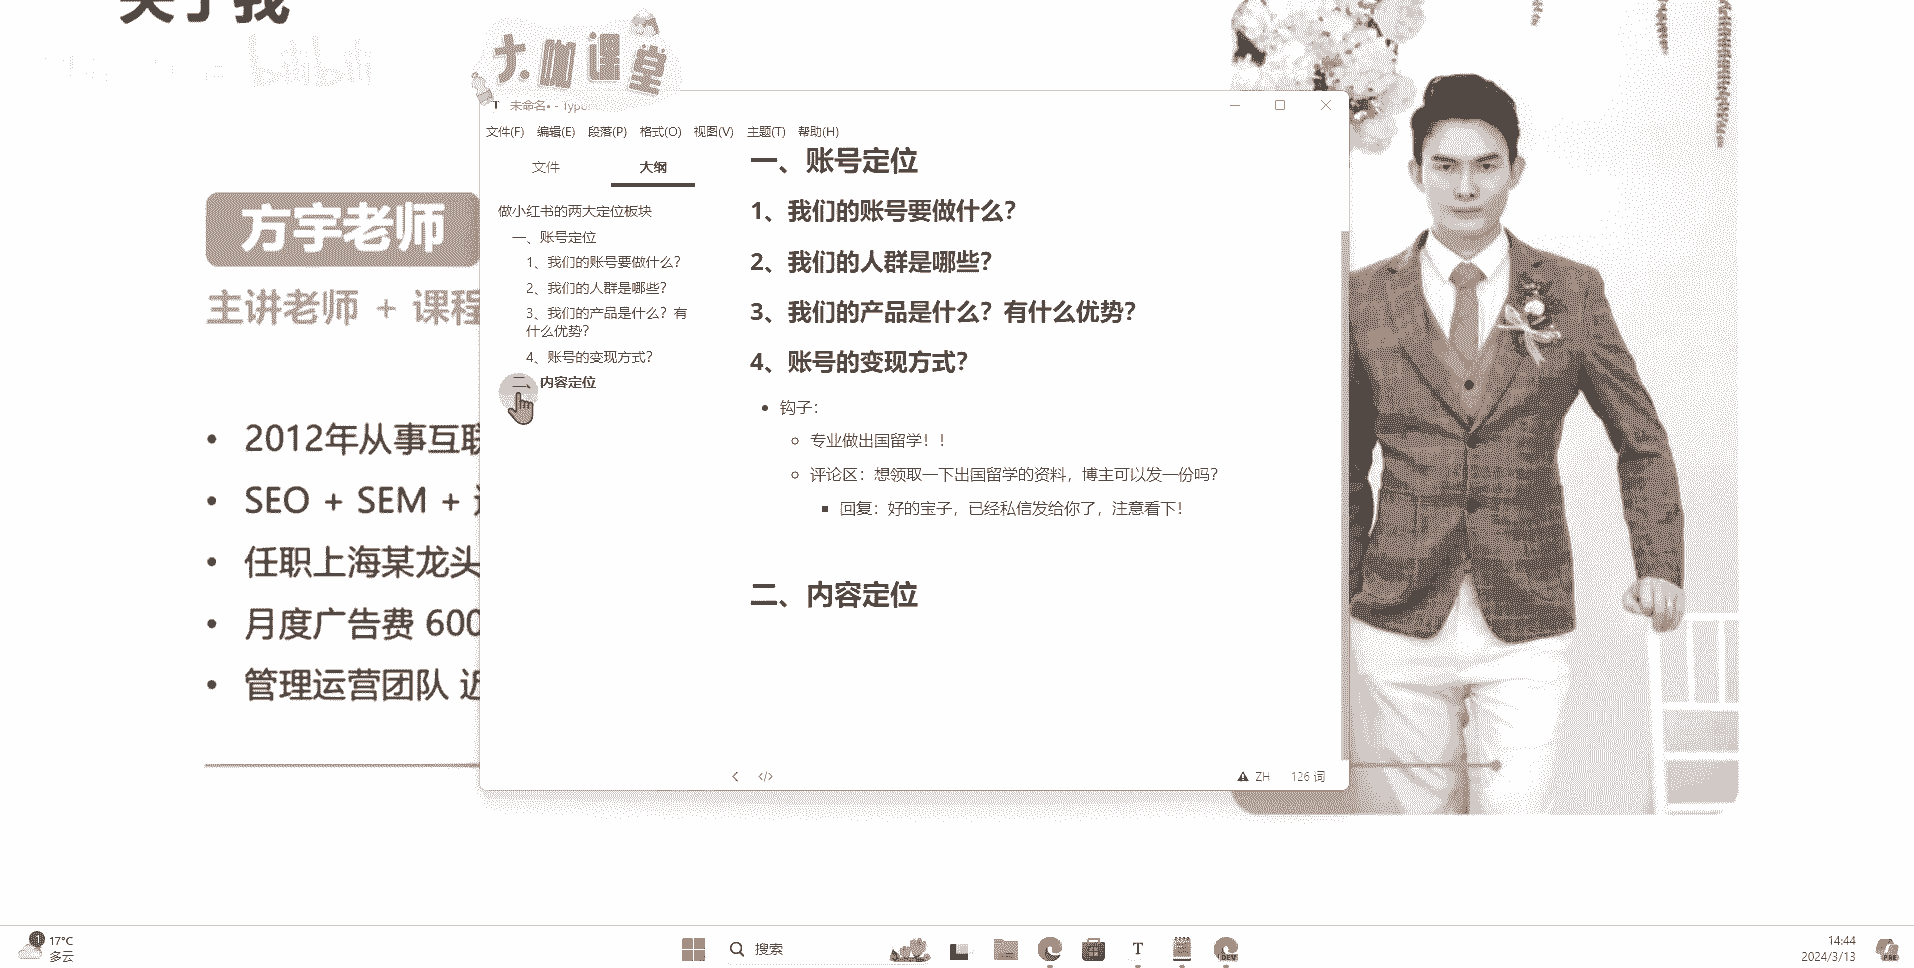 关于我
bilibili
大咖课堂
方宇老师
主讲老师 + 课程
• 2012年从事互联
• SEO + SEM +
• 任职上海某龙头
• 月度广告费 600
• 管理运营团队 近
T 未命名• - Typo
文件(F) 编辑(E) 段落(P) 格式(O) 视图(V) 主题(T) 帮助(H)
文件 大纲
做小红书的两大定位板块
一、账号定位
1、我们的账号要做什么？
2、我们的人群是哪些？
3、我们的产品是什么？有
什么优势？
4、账号的变现方式？
二、内容定位
一、账号定位
1、我们的账号要做什么？
2、我们的人群是哪些？
3、我们的产品是什么？有什么优势？
4、账号的变现方式？
• 钩子：
○ 专业做出国留学！！
○ 评论区：想领取一下出国留学的资料，博主可以发一份吗？
▪ 回复：好的宝子，已经私信发给你了，注意看下！
二、内容定位
</> ZH 126 词
1 17°C
多云
搜索
T
DEV
14:44
2024/3/13
PRE